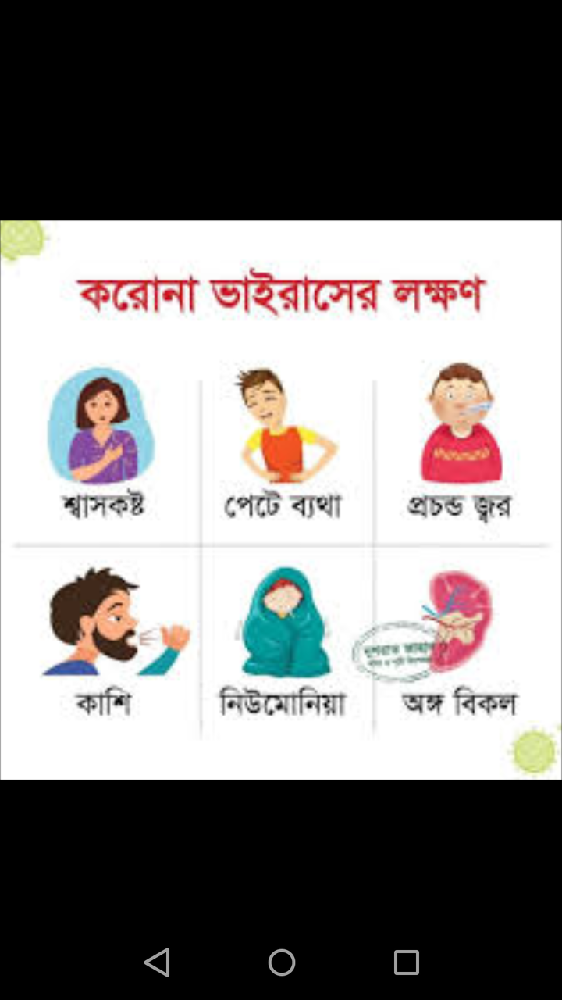 করোনা ভাইরাসের লক্ষণ
শ্বাসকষ্ট
পেটে ব্যথা
প্রচন্ড জ্বর
কাশি
নিউমোনিয়া
অঙ্গ বিকল